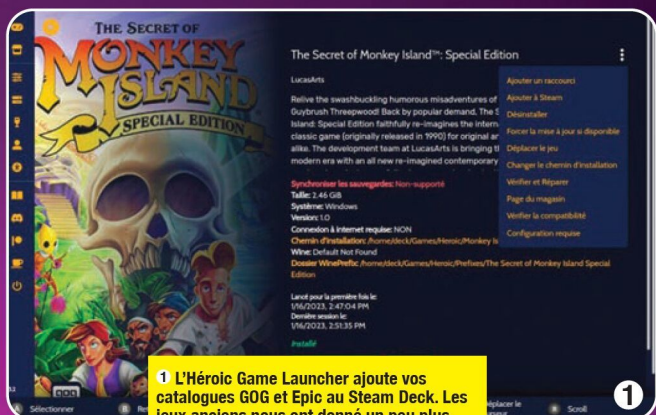 THE SECRET OF
MONKEY
ISLAND
SPECIAL EDITION
The Secret of Monkey Island™: Special Edition
LucasArts
Relive the swashbuckling humorous misadventures of
Guybrush Threepwood! Back by popular demand, The S
Island: Special Edition faithfully re-imagines the intern
classic game (originally released in 1990) for original ar
alike. The development team at LucasArts is bringing t
modern era with an all new re-imagined contemporary
Synchroniser les sauvegardes: Non-supporté
Taille: 2.46 GiB
Système: Windows
Version: 1.0
Connexion à internet requise: NON
Chemin d'installation: /home/deck/Games/Heroic/Monkey Is
Wine: Default Not Found
Dossier WinePrefix: /home/deck/Games/Heroic/Prefixes/The Secret of Monkey Island Special
Edition
Lancé pour la première fois le:
1/16/2023, 2:47:04 PM
Dernière session le:
1/16/2023, 2:51:35 PM
Installé
Ajouter un raccourci
Ajouter à Steam
Désinstaller
Forcer la mise à jour si disponible
Déplacer le jeu
Changer le chemin d'installation
Vérifier et Réparer
Page du magasin
Vérifier la compatibilité
Configuration requise
gog
A Sélectionner
B Ret
Déplacer le
Scroll
1 L'Héroic Game Launcher ajoute vos
catalogues GOG et Epic au Steam Deck. Les
jeux anciens nous ont donné un peu plus
1